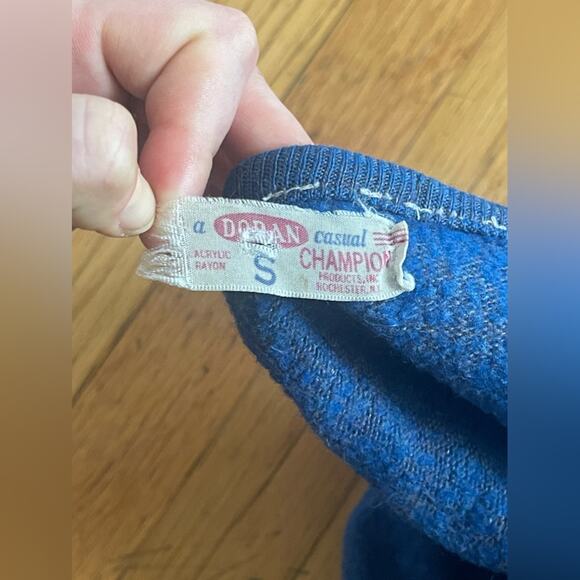 a DORAN casual
ACRYLIC
RAYON
S
CHAMPION
PRODUCTS, INC
ROCHESTER, N.Y.